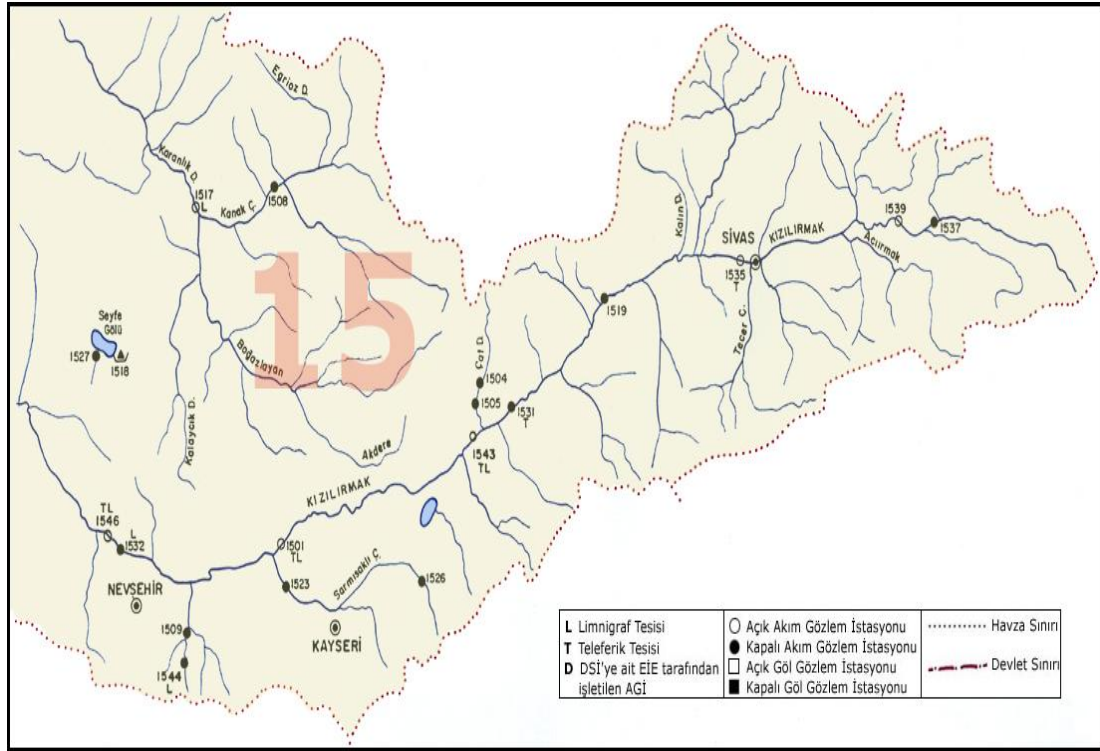 Eğrioz D.
Karanlık D.
1517
L
Kanak Ç.
1508
15
Seyfe
Gölü
1527
1518
Boğazlayan
Kalaycık D.
Akdere
KIZILIRMAK
Çat D.
1504
1505
1531
T
1543
TL
1519
Kalın D.
SİVAS
1535
T
KIZILIRMAK
Tecer Ç.
Acıırmak
1539
1537
TL
1546
L
1532
NEVŞEHİR
1501
TL
1523
Sarmısaklı Ç.
1526
KAYSERİ
1509
1544
L
L Limnigraf Tesisi
T Teleferik Tesisi
D DSİ'ye ait EİE tarafından
işletilen AGİ
Açık Akım Gözlem İstasyonu
Kapalı Akım Gözlem İstasyonu
Açık Göl Gözlem İstasyonu
Kapalı Göl Gözlem İstasyonu
Havza Sınırı
Devlet Sınırı